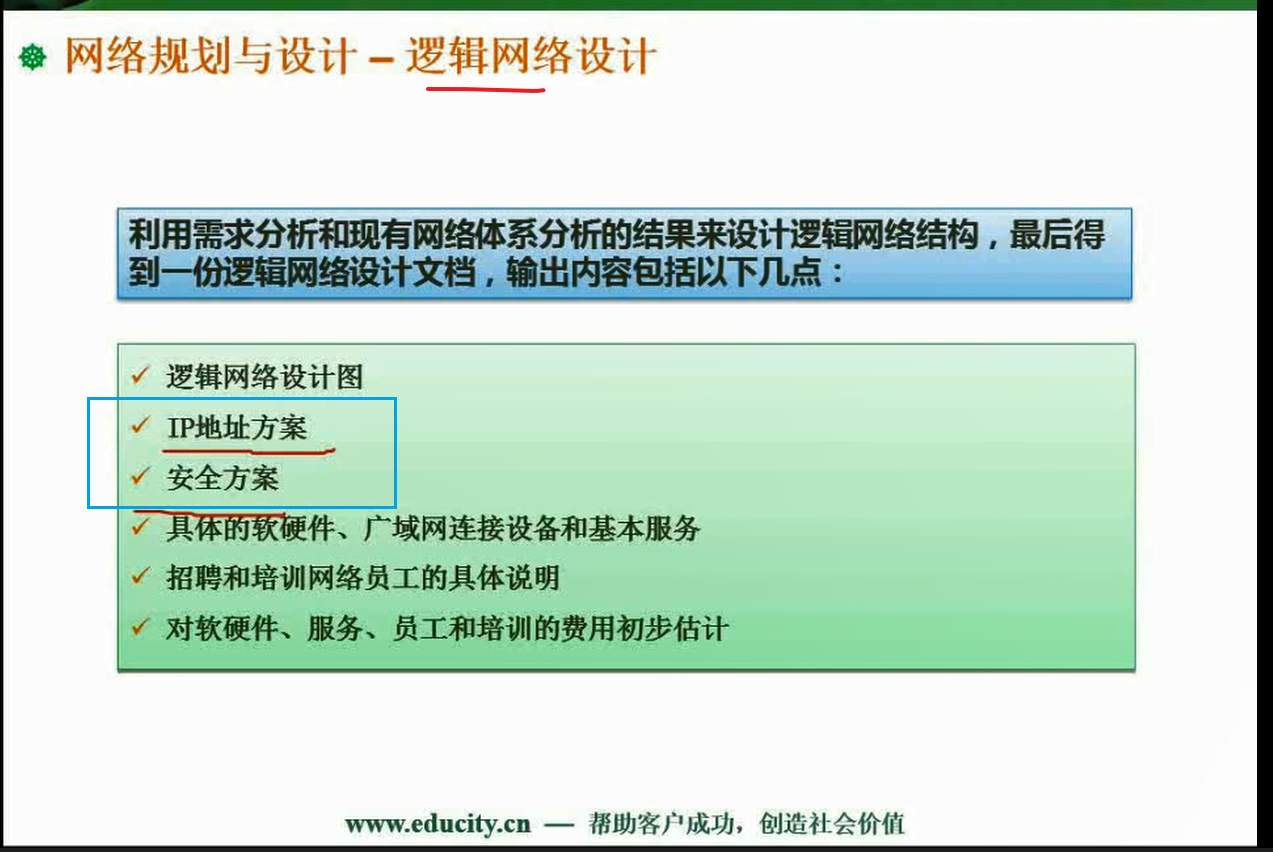 网络规划与设计 – 逻辑网络设计
利用需求分析和现有网络体系分析的结果来设计逻辑网络结构，最后得
到一份逻辑网络设计文档，输出内容包括以下几点：
✓ 逻辑网络设计图
✓ IP地址方案
✓ 安全方案
✓ 具体的软硬件、广域网连接设备和基本服务
✓ 招聘和培训网络员工的具体说明
✓ 对软硬件、服务、员工和培训的费用初步估计
www.educity.cn — 帮助客户成功，创造社会价值